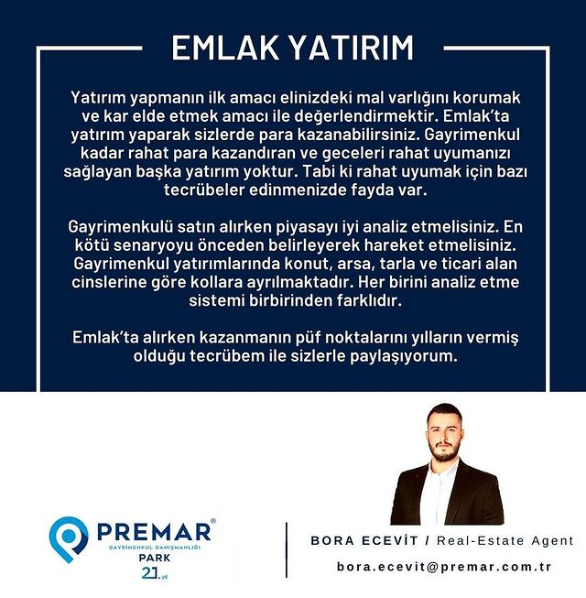 EMLAK YATIRIM
Yatırım yapmanın ilk amacı elinizdeki mal varlığını korumak
ve kar elde etmek amacı ile değerlendirmektir. Emlak’ta
yatırım yaparak sizlerde para kazanabilirsiniz. Gayrimenkul
kadar rahat para kazandıran ve geceleri rahat uyumanızı
sağlayan başka yatırım yoktur. Tabi ki rahat uyumak için bazı
tecrübeler edinmenizde fayda var.
Gayrimenkulü satın alırken piyasayı iyi analiz etmelisiniz. En
kötü senaryoyu önceden belirleyerek hareket etmelisiniz.
Gayrimenkul yatırımlarında konut, arsa, tarla ve ticari alan
cinslerine göre kollara ayrılmaktadır. Her birini analiz etme
sistemi birbirinden farklıdır.
Emlak’ta alırken kazanmanın püf noktalarını yılların vermiş
olduğu tecrübem ile sizlerle paylaşıyorum.
PREMAR®
GAYRİMENKUL DANIŞMANLIĞI
PARK
21.yıl
BORA ECEVİT / Real-Estate Agent
bora.ecevit@premar.com.tr